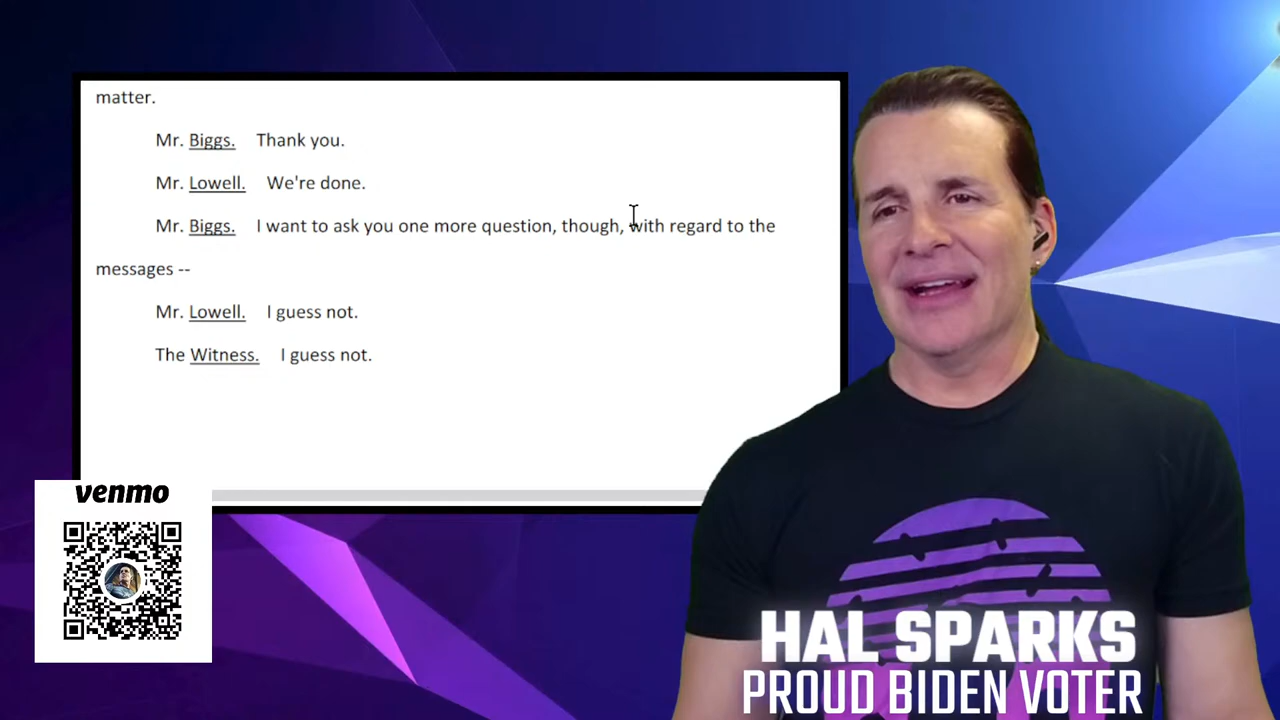 matter.
Mr. Biggs. Thank you.
Mr. Lowell. We're done.
Mr. Biggs. I want to ask you one more question, though, with regard to the
messages --
Mr. Lowell. I guess not.
The Witness. I guess not.
venmo
HAL SPARKS
PROUD BIDEN VOTER